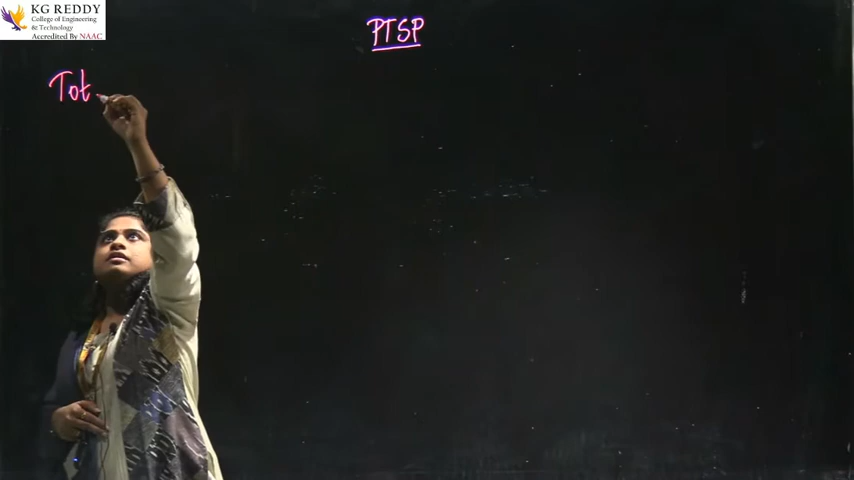 KG REDDY
College of Engineering
& Technology
Accredited By NAAC
PTSP
Tot